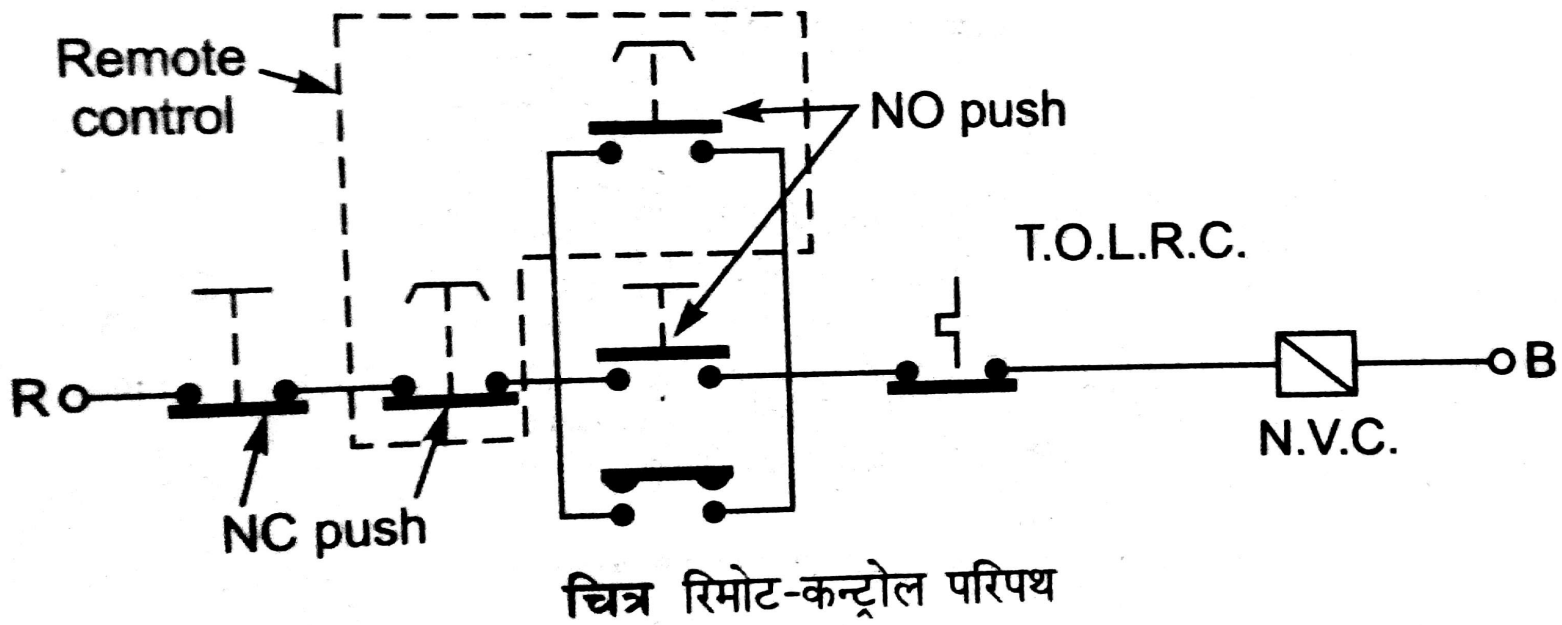 Remote
control
NO push
T.O.L.R.C.
R
B
N.V.C.
NC push
चित्र रिमोट-कन्ट्रोल परिपथ